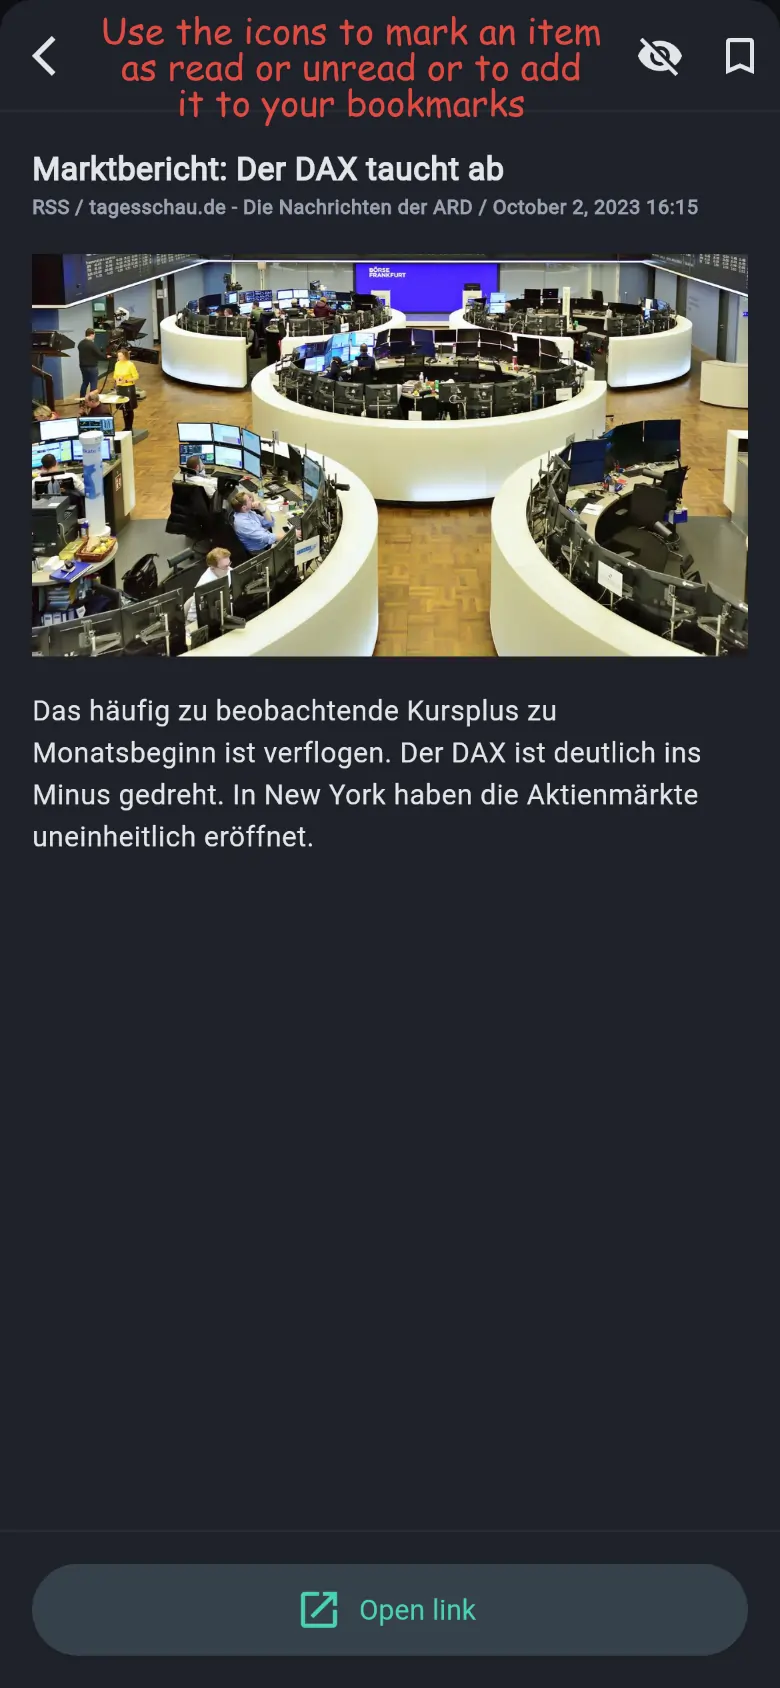 Use the icons to mark an item
as read or unread or to add
it to your bookmarks
Marktbericht: Der DAX taucht ab
RSS / tagesschau.de - Die Nachrichten der ARD / October 2, 2023 16:15
BÖRSE
FRANKFURT
Das häufig zu beobachtende Kursplus zu
Monatsbeginn ist verflogen. Der DAX ist deutlich ins
Minus gedreht. In New York haben die Aktienmärkte
uneinheitlich eröffnet.
Open link